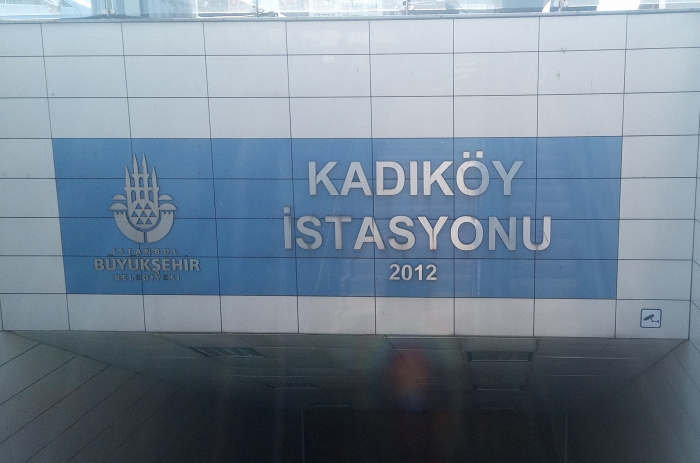 İSTANBUL
BÜYÜKŞEHİR
BELEDİYESİ
KADIKÖY
İSTASYONU
2012